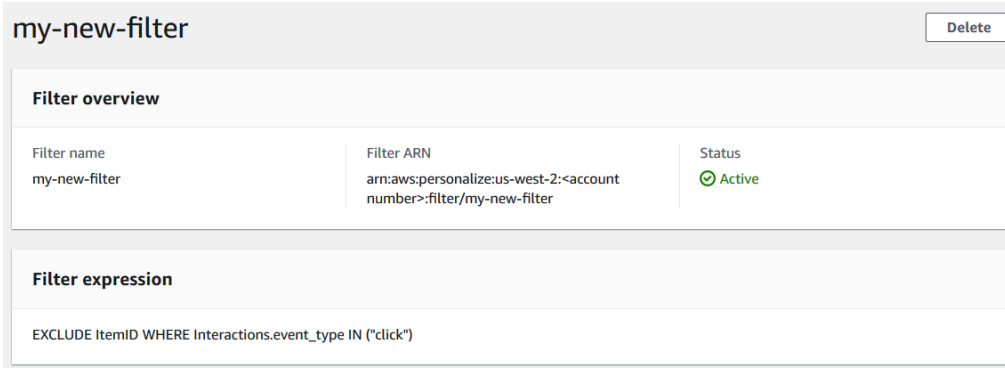 my-new-filter
Delete
Filter overview
Filter name
my-new-filter
Filter ARN
arn:aws:personalize:us-west-2:<account
number>:filter/my-new-filter
Status
Active
Filter expression
EXCLUDE ItemID WHERE Interactions.event_type IN ("click")